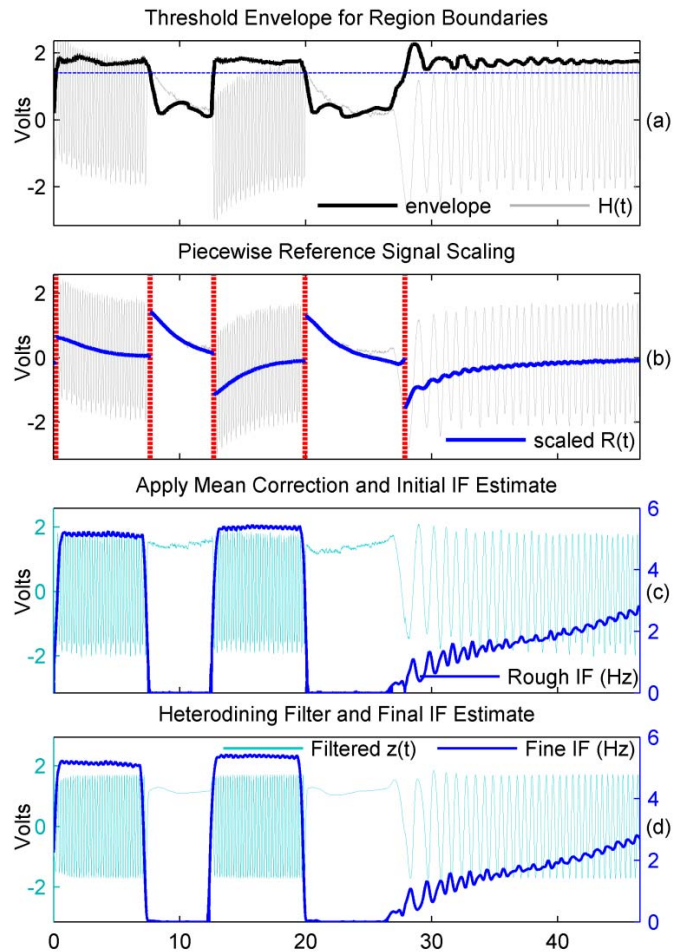 Threshold Envelope for Region Boundaries
2
0
-2
Volts
envelope
H(t)
(a)
Piecewise Reference Signal Scaling
2
0
-2
Volts
scaled R(t)
(b)
Apply Mean Correction and Initial IF Estimate
2
0
-2
Volts
6
4
2
0
(c)
Rough IF (Hz)
Heterodining Filter and Final IF Estimate
Filtered z(t)
Fine IF (Hz)
2
0
-2
Volts
6
4
2
0
(d)
0 10 20 30 40